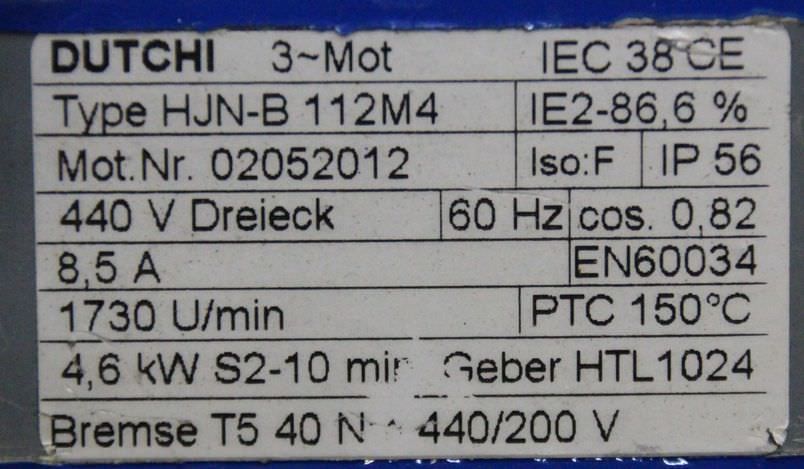 DUTCHI 3~Mot IEC 38 CE
Type HJN-B 112M4 IE2-86,6 %
Mot.Nr. 02052012 Iso:F IP 56
440 V Dreieck 60 Hz cos. 0,82
8,5 A EN60034
1730 U/min PTC 150°C
4,6 kW S2-10 min Geber HTL1024
Bremse T5 40 N 440/200 V